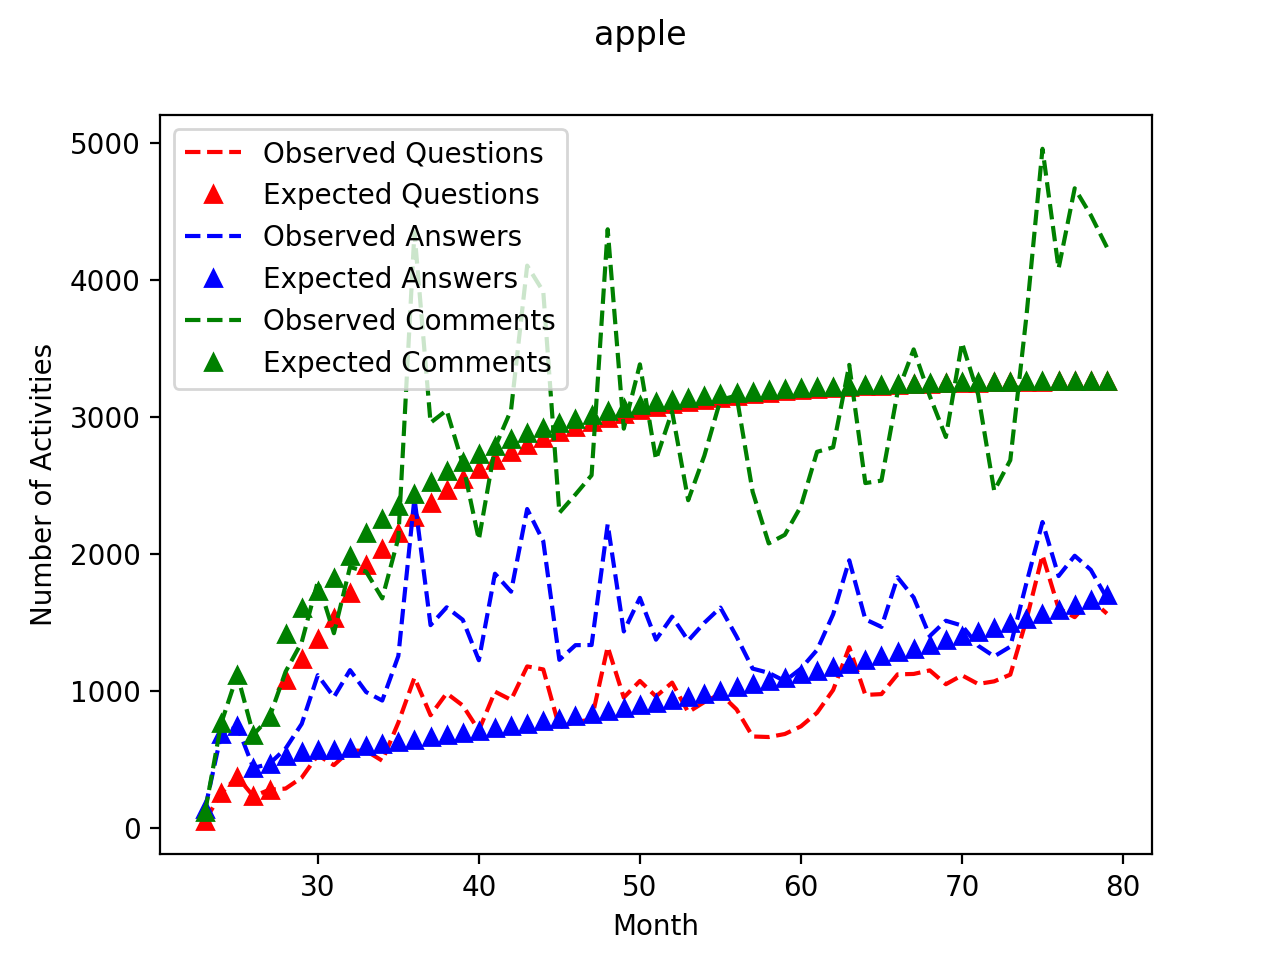 apple
5000
4000
3000
2000
1000
0
Number of Activities
Observed Questions
Expected Questions
Observed Answers
Expected Answers
Observed Comments
Expected Comments
30 40 50 60 70 80
Month